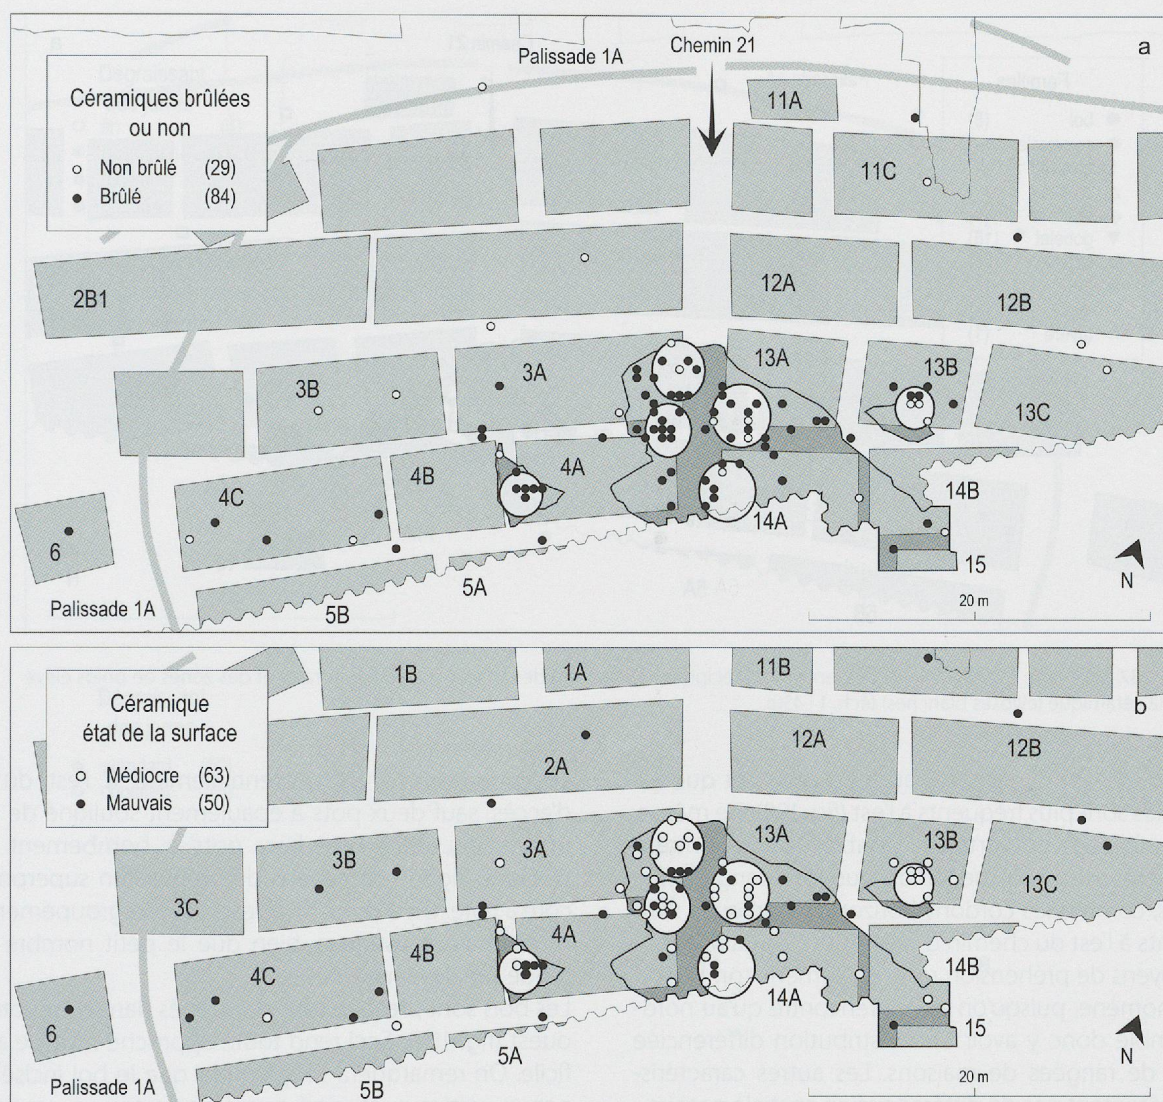 a
Palissade 1A
Chemin 21
Céramiques brûlées
ou non
Non brûlé (29)
Brûlé (84)
11A
11C
2B1
12A
12B
3A
13A
13B
3B
13C
4A
4B
4C
14B
14A
6
15
5A
N
Palissade 1A
5B
20 m
1B
1A
11B
b
Céramique
état de la surface
Médiocre (63)
Mauvais (50)
12A
12B
2A
3A
13A
13B
3B
13C
3C
4A
4B
4C
14B
14A
6
15
5A
N
Palissade 1A
5B
20 m